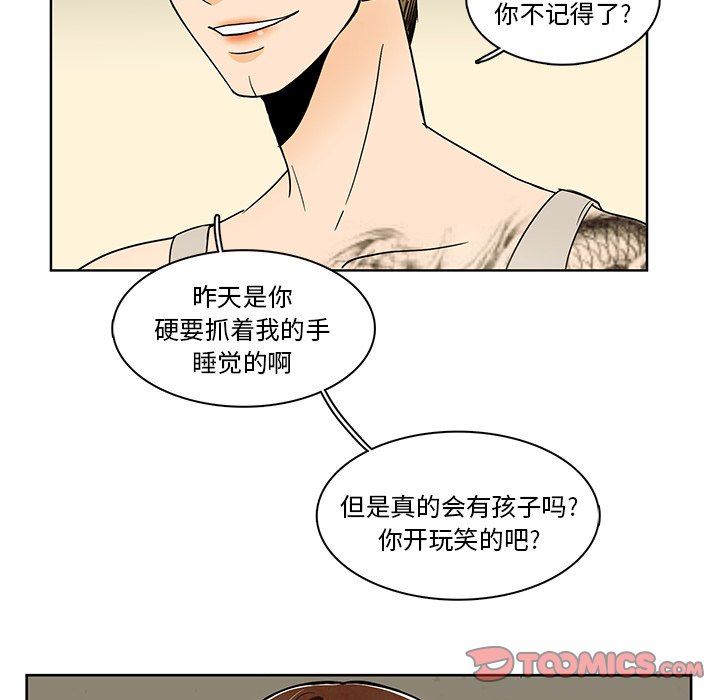 你不记得了?
昨天是你
硬要抓着我的手
睡觉的啊
但是真的会有孩子吗?
你开玩笑的吧?
TOOMICS.COM